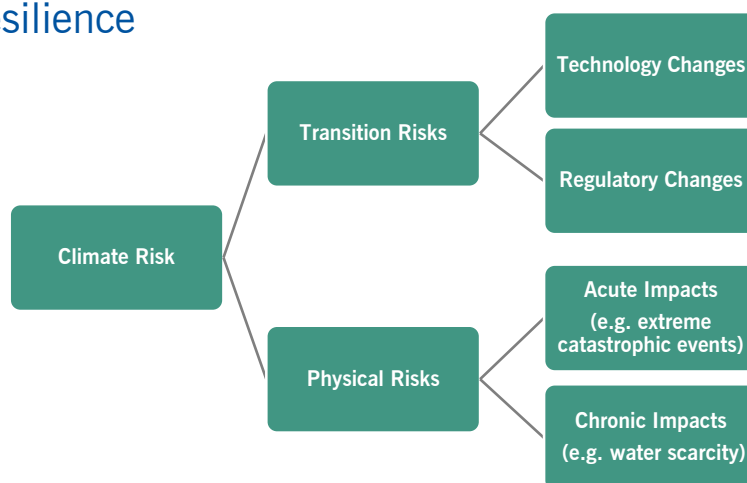 silience
Technology Changes
Transition Risks
Regulatory Changes
Climate Risk
Acute Impacts
(e.g. extreme
catastrophic events)
Physical Risks
Chronic Impacts
(e.g. water scarcity)